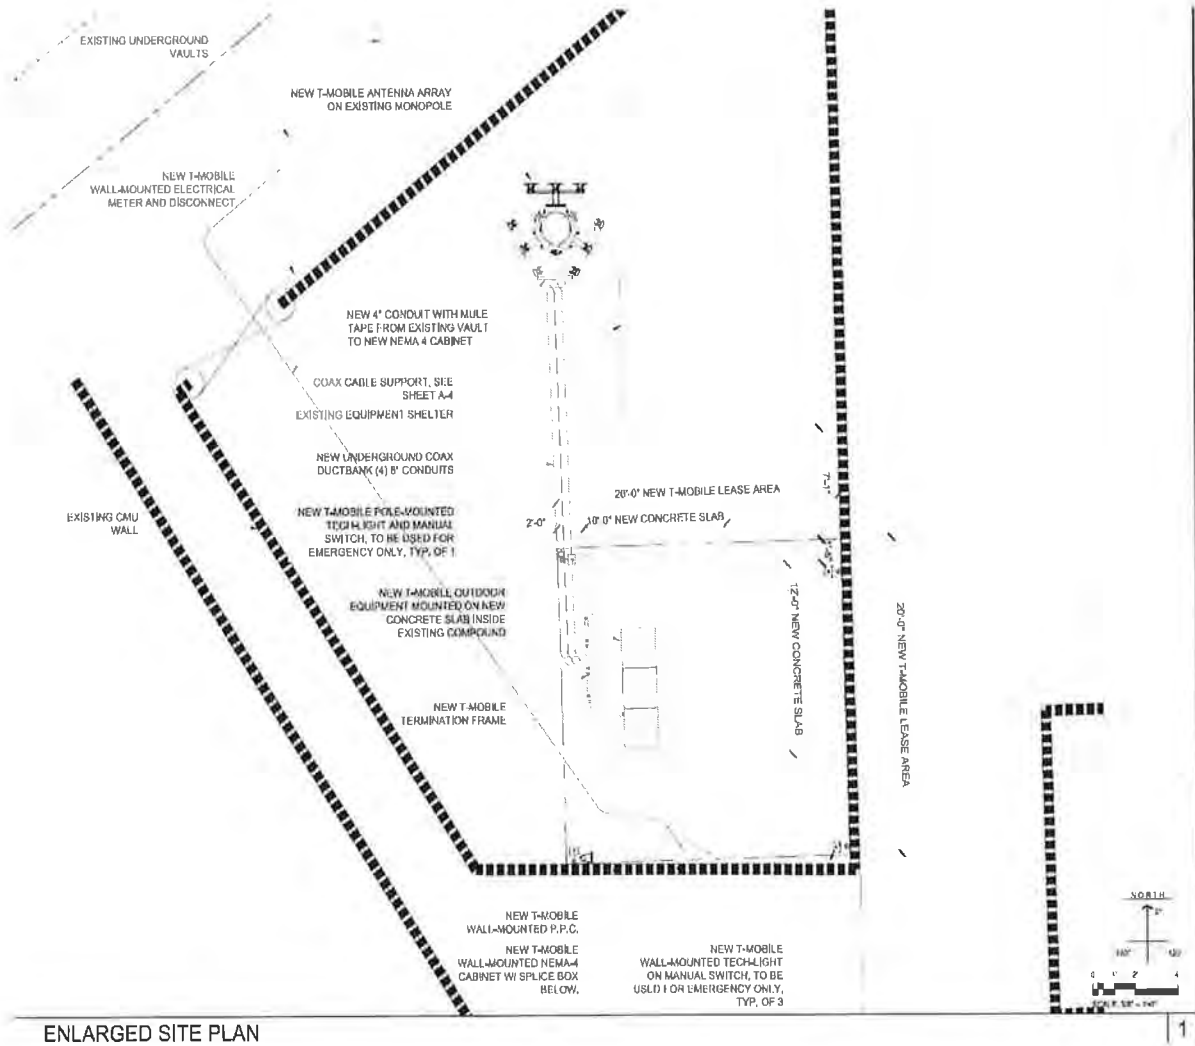 EXISTING UNDERGROUND
VAULTS
NEW T-MOBILE ANTENNA ARRAY
ON EXISTING MONOPOLE
NEW T-MOBILE
WALL-MOUNTED ELECTRICAL
METER AND DISCONNECT
NEW 4" CONDUIT WITH MULE
TAPE FROM EXISTING VAULT
TO NEW NEMA 4 CABINET
COAX CABLE SUPPORT, SEE
SHEET A-4
EXISTING EQUIPMENT SHELTER
NEW UNDERGROUND COAX
DUCTBANK (4) 8" CONDUITS
NEW T-MOBILE POLE-MOUNTED
TECH-LIGHT AND MANUAL
SWITCH, TO BE USED FOR
EMERGENCY ONLY, TYP. OF 1
EXISTING CMU
WALL
NEW T-MOBILE OUTDOOR
EQUIPMENT MOUNTED ON NEW
CONCRETE SLAB INSIDE
EXISTING COMPOUND
NEW T-MOBILE
TERMINATION FRAME
20'-0" NEW T-MOBILE LEASE AREA
10'-0" NEW CONCRETE SLAB
2'-0"
7'-1"
12'-0" NEW CONCRETE SLAB
20'-0" NEW T-MOBILE LEASE AREA
NEW T-MOBILE
WALL-MOUNTED P.P.C.
NEW T-MOBILE
WALL-MOUNTED NEMA-4
CABINET W/ SPLICE BOX
BELOW.
NEW T-MOBILE
WALL-MOUNTED TECH-LIGHT
ON MANUAL SWITCH, TO BE
USED FOR EMERGENCY ONLY,
TYP. OF 3
NORTH
0 1' 2' 4
ENLARGED SITE PLAN
1